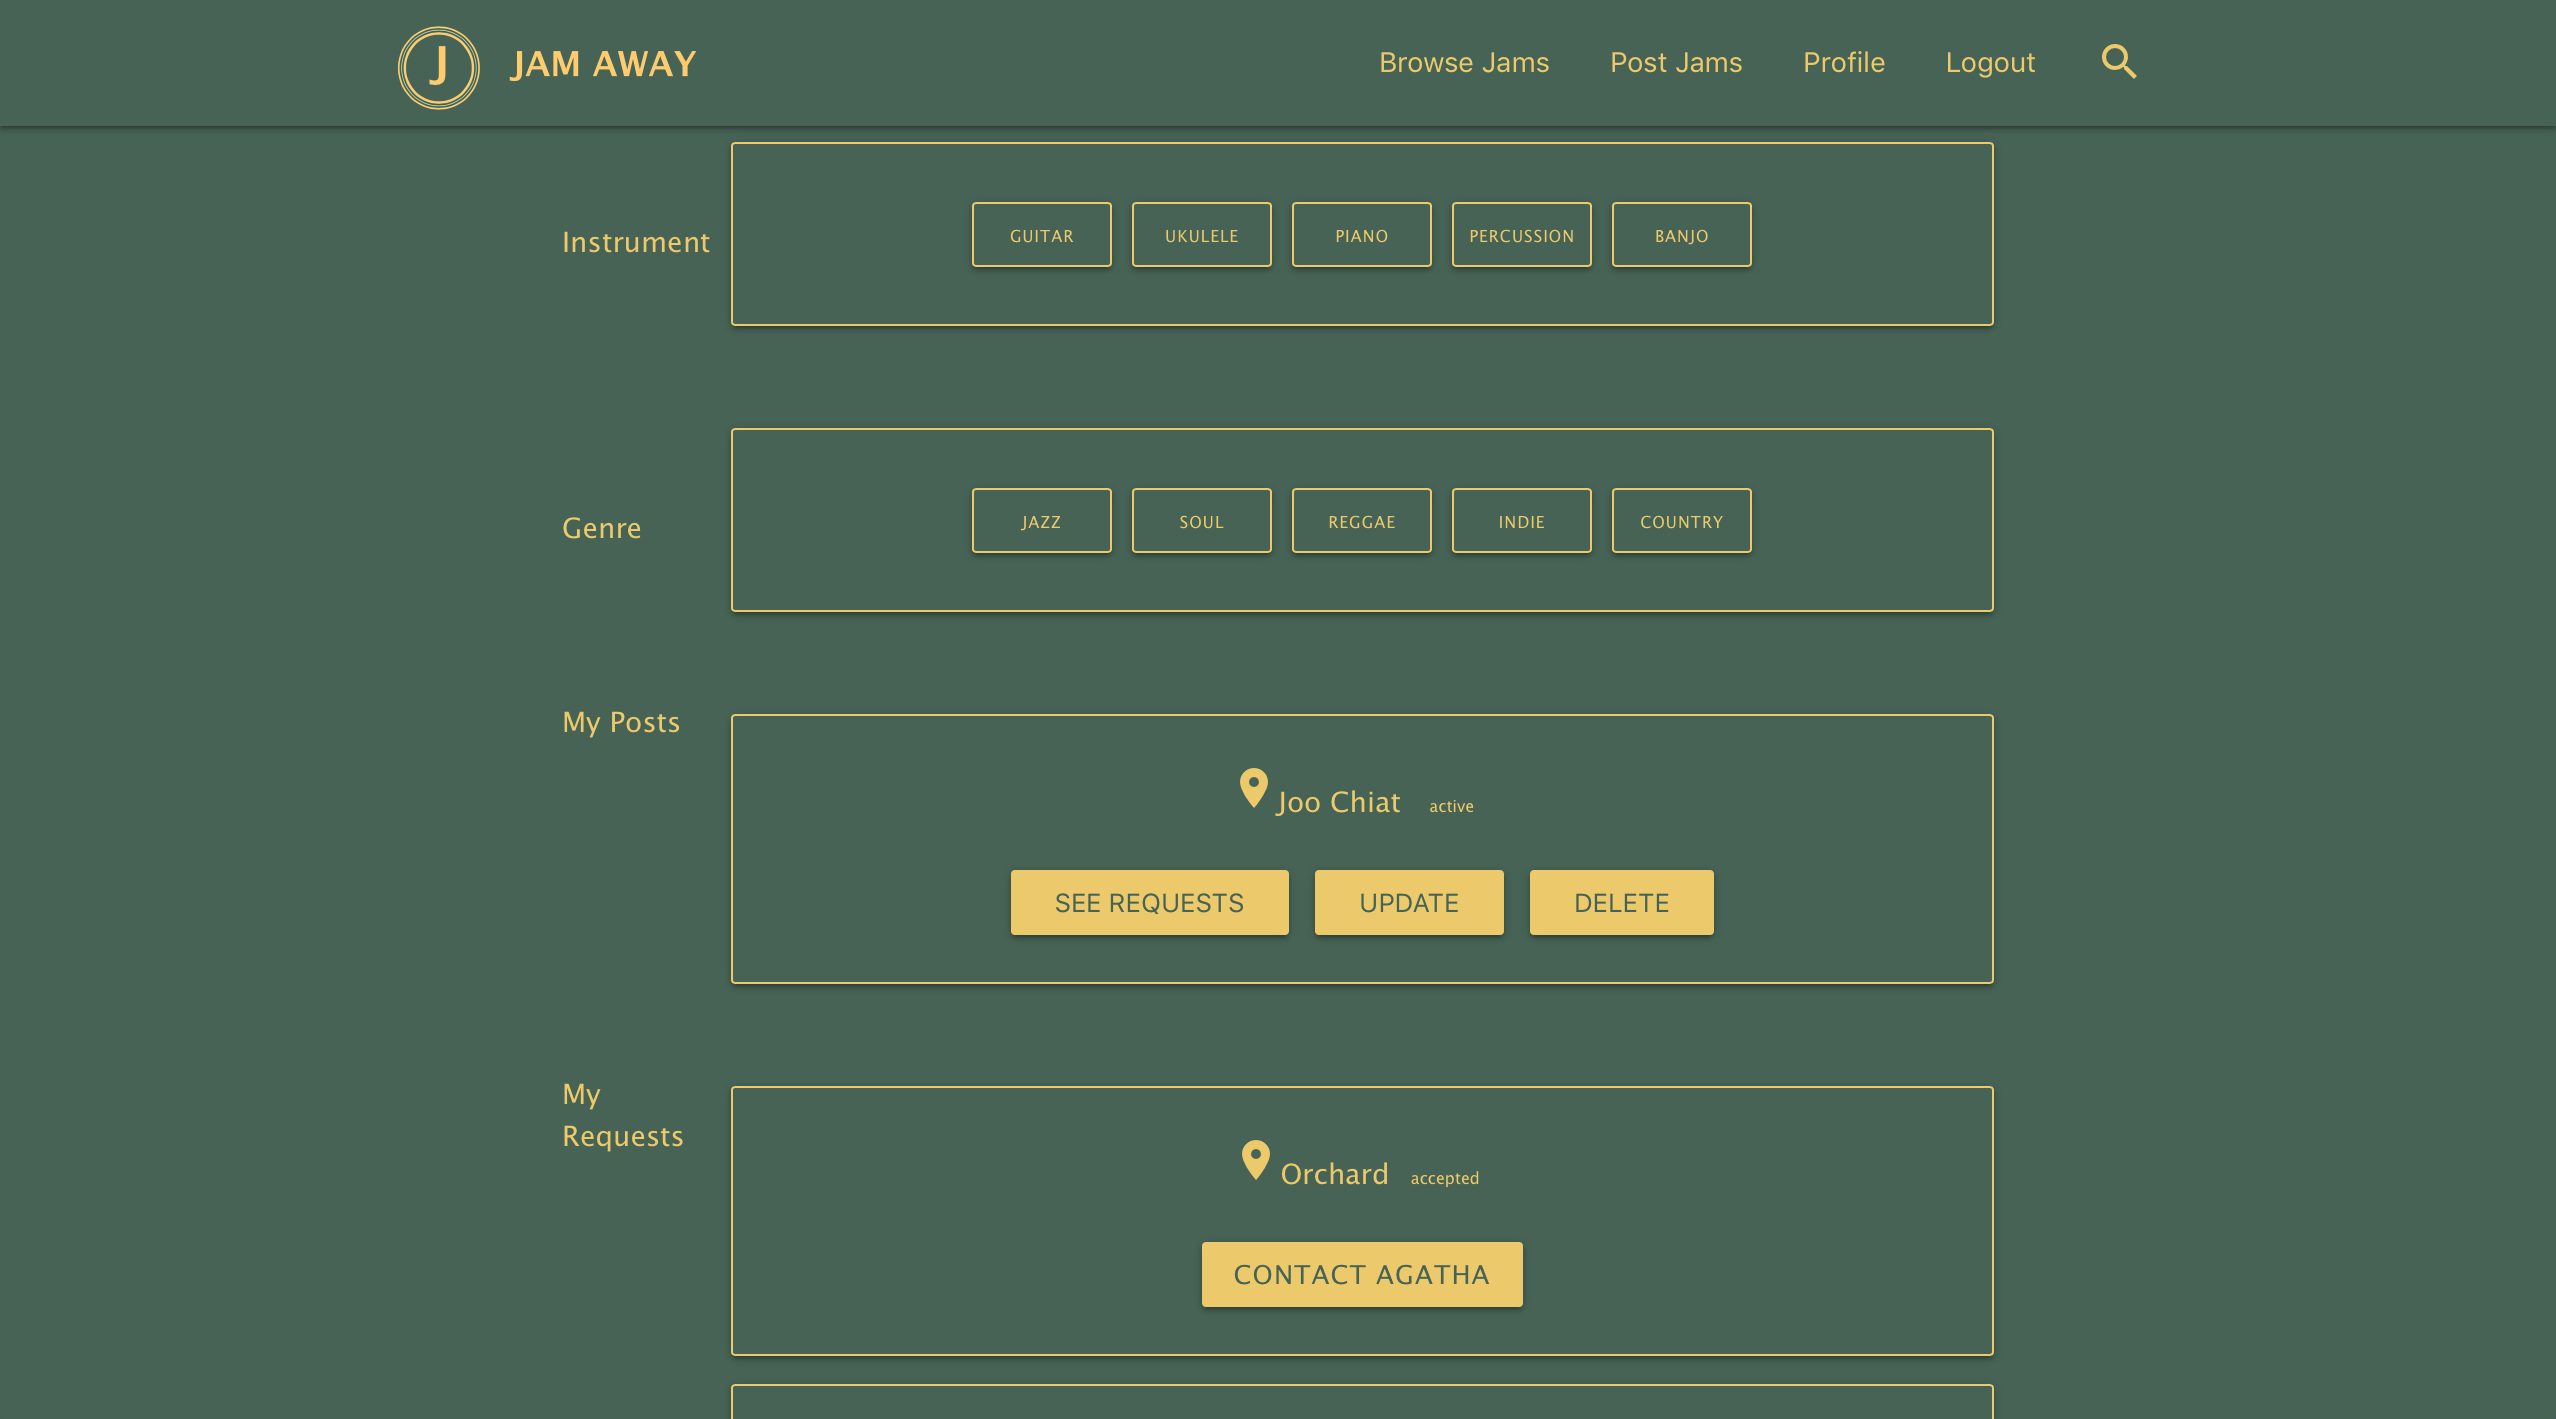 J JAM AWAY Browse Jams Post Jams Profile Logout
Instrument GUITAR UKULELE PIANO PERCUSSION BANJO
Genre JAZZ SOUL REGGAE INDIE COUNTRY
My Posts
Joo Chiat active
SEE REQUESTS UPDATE DELETE
My
Requests
Orchard accepted
CONTACT AGATHA